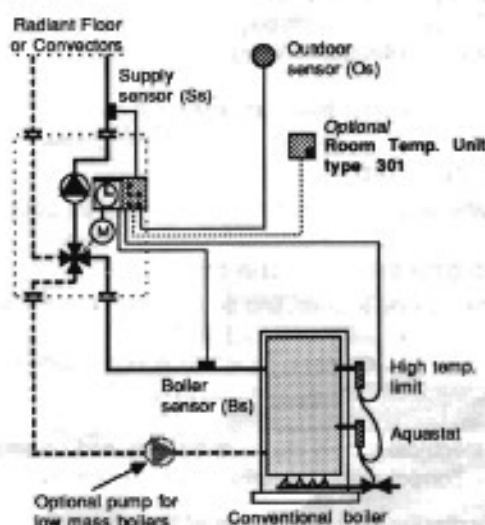 Radiant Floor
or Convectors
Supply
sensor (Ss)
Outdoor
sensor (Os)
Optional
Room Temp. Unit
type 301
M
Boiler
sensor (Bs)
High temp.
limit
Aquastat
Optional pump for
low mass boilers
Conventional boiler